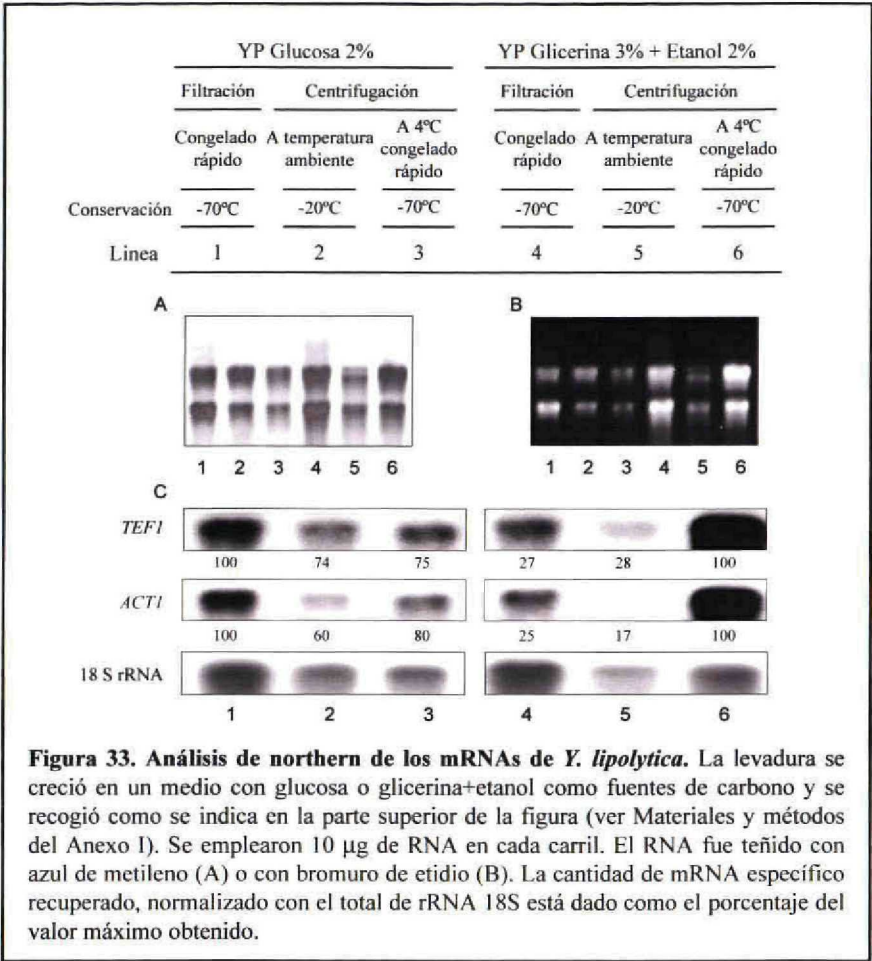 YP Glucosa 2% YP Glicerina 3% + Etanol 2%
Filtración Centrifugación Filtración Centrifugación
Congelado rápido A temperatura ambiente A 4ºC congelado rápido Congelado rápido A temperatura ambiente A 4ºC congelado rápido
Conservación -70ºC -20ºC -70ºC -70ºC -20ºC -70ºC
Linea 1 2 3 4 5 6
A B
1 2 3 4 5 6 1 2 3 4 5 6
C
TEF1
100 74 75 27 28 100
ACT1
100 60 80 25 17 100
18 S rRNA
1 2 3 4 5 6
Figura 33. Análisis de northern de los mRNAs de Y. lipolytica. La levadura se
creció en un medio con glucosa o glicerina+etanol como fuentes de carbono y se
recogió como se indica en la parte superior de la figura (ver Materiales y métodos
del Anexo I). Se emplearon 10 µg de RNA en cada carril. El RNA fue teñido con
azul de metileno (A) o con bromuro de etidio (B). La cantidad de mRNA específico
recuperado, normalizado con el total de rRNA 18S está dado como el porcentaje del
valor máximo obtenido.